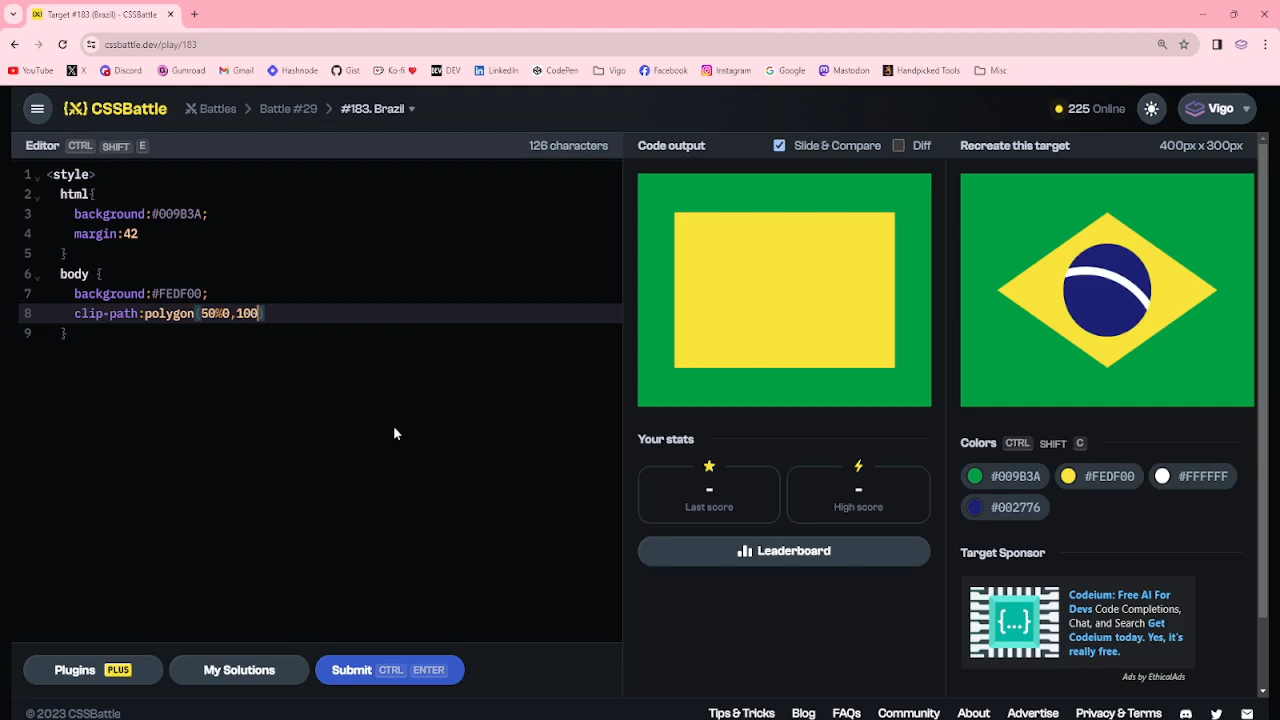 Target #183 (Brazil) - CSSBattle
cssbattle.dev/play/183
YouTube X Discord Gumroad Gmail Hashnode Gist Ko-fi DEV LinkedIn CodePen Vigo Facebook Instagram Google Mastodon Handpicked Tools Misc
CSSBattle Battles > Battle #29 > #183. Brazil 225 Online Vigo
Editor CTRL SHIFT E 126 characters Code output Slide & Compare Diff Recreate this target 400px x 300px
1 <style>
2 html{
3 background:#009B3A;
4 margin:42
5 }
6 body {
7 background:#FEDF00;
8 clip-path:polygon(50%0,100)
9 }
Your stats
-
Last score
-
High score
Leaderboard
Colors CTRL SHIFT C
#009B3A #FEDF00 #FFFFFF
#002776
Target Sponsor
Codeium: Free AI For
Devs Code Completions,
Chat, and Search Get
Codeium today. Yes, it's
really free.
Ads by EthicalAds
Plugins PLUS My Solutions Submit CTRL ENTER
© 2023 CSSBattle Tips & Tricks Blog FAQs Community About Advertise Privacy & Terms